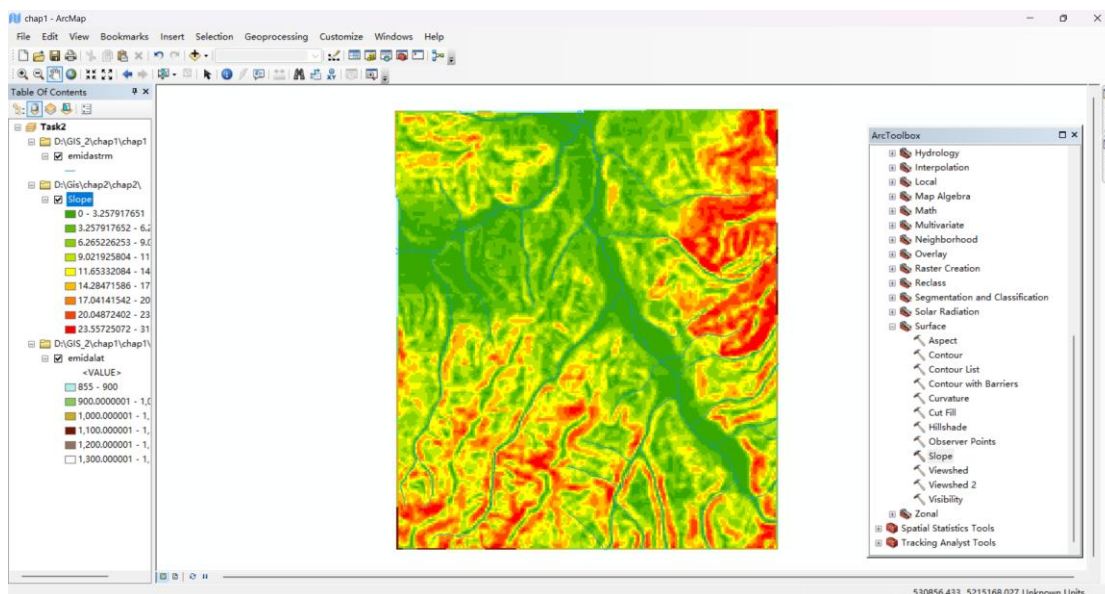 chap1 - ArcMap
File Edit View Bookmarks Insert Selection Geoprocessing Customize Windows Help
Table Of Contents
Task2
D:\GIS_2\chap1\chap1
emidastrm
D:\Gis\chap2\chap2\
Slope
0 - 3.257917651
3.257917652 - 6.2
6.265226253 - 9.0
9.021925804 - 11
11.65332084 - 14
14.28471586 - 17
17.04141542 - 20
20.04872402 - 23
23.55725072 - 31
D:\GIS_2\chap1\chap1\
emidalat
<VALUE>
855 - 900
900.0000001 - 1,0
1,000.000001 - 1,
1,100.000001 - 1,
1,200.000001 - 1,
1,300.000001 - 1,
ArcToolbox
Hydrology
Interpolation
Local
Map Algebra
Math
Multivariate
Neighborhood
Overlay
Raster Creation
Reclass
Segmentation and Classification
Solar Radiation
Surface
Aspect
Contour
Contour List
Contour with Barriers
Curvature
Cut Fill
Hillshade
Observer Points
Slope
Viewshed
Viewshed 2
Visibility
Zonal
Spatial Statistics Tools
Tracking Analyst Tools
530856.433 5215168.027 Unknown Units